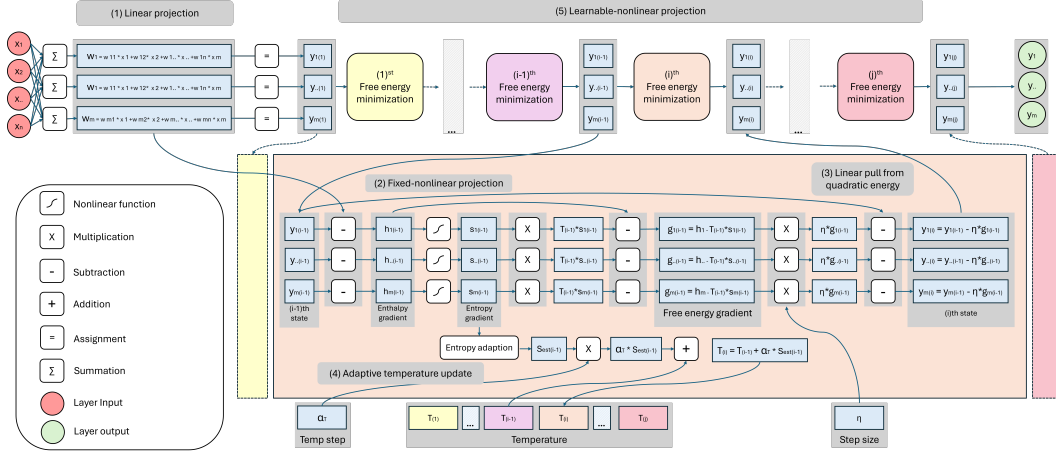 (1) Linear projection
(5) Learnable-nonlinear projection
x1
x2
x..
xn
Σ
Σ
Σ
w1 = w 11 * x 1 +w 12* x 2 +w 1.. * x .. +w 1n * x m
w1 = w 11 * x 1 +w 12* x 2 +w 1.. * x .. +w 1n * x m
wm = w m1 * x 1 +w m2* x 2 +w m.. * x .. +w mn * x m
=
=
=
y1(1)
y..(1)
ym(1)
(1)st
Free energy
minimization
...
(i-1)th
Free energy
minimization
y1(i-1)
y..(i-1)
ym(i-1)
(i)th
Free energy
minimization
y1(i)
y..(i)
ym(i)
...
(j)th
Free energy
minimization
y1(j)
y..(j)
ym(j)
y1
y..
ym
(2) Fixed-nonlinear projection
(3) Linear pull from
quadratic energy
y1(i-1)
-
h1(i-1)
s1(i-1)
X
T(i-1)*s1(i-1)
-
g1(i-1) = h1 - T(i-1)*s1(i-1)
X
η*g1(i-1)
-
y1(i) = y1(i-1) - η*g1(i-1)
y..(i-1)
-
h..(i-1)
s..(i-1)
X
T(i-1)*s..(i-1)
-
g..(i-1) = h.. - T(i-1)*s..(i-1)
X
η*g..(i-1)
-
y..(i) = y..(i-1) - η*g..(i-1)
ym(i-1)
-
hm(i-1)
sm(i-1)
X
T(i-1)*sm(i-1)
-
gm(i-1) = hm - T(i-1)*sm(i-1)
X
η*gm(i-1)
-
ym(i) = ym(i-1) - η*gm(i-1)
(i-1)th
state
Enthalpy
gradient
Entropy
gradient
Free energy gradient
(i)th state
Entropy adaption
Sest(i-1)
X
αT * Sest(i-1)
+
T(i) = T(i-1) + αT * Sest(i-1)
(4) Adaptive temperature update
αT
Temp step
T(1)
...
T(i-1)
T(i)
...
T(j)
Temperature
η
Step size
Nonlinear function
X
Multiplication
-
Subtraction
+
Addition
=
Assignment
Σ
Summation
Layer Input
Layer output